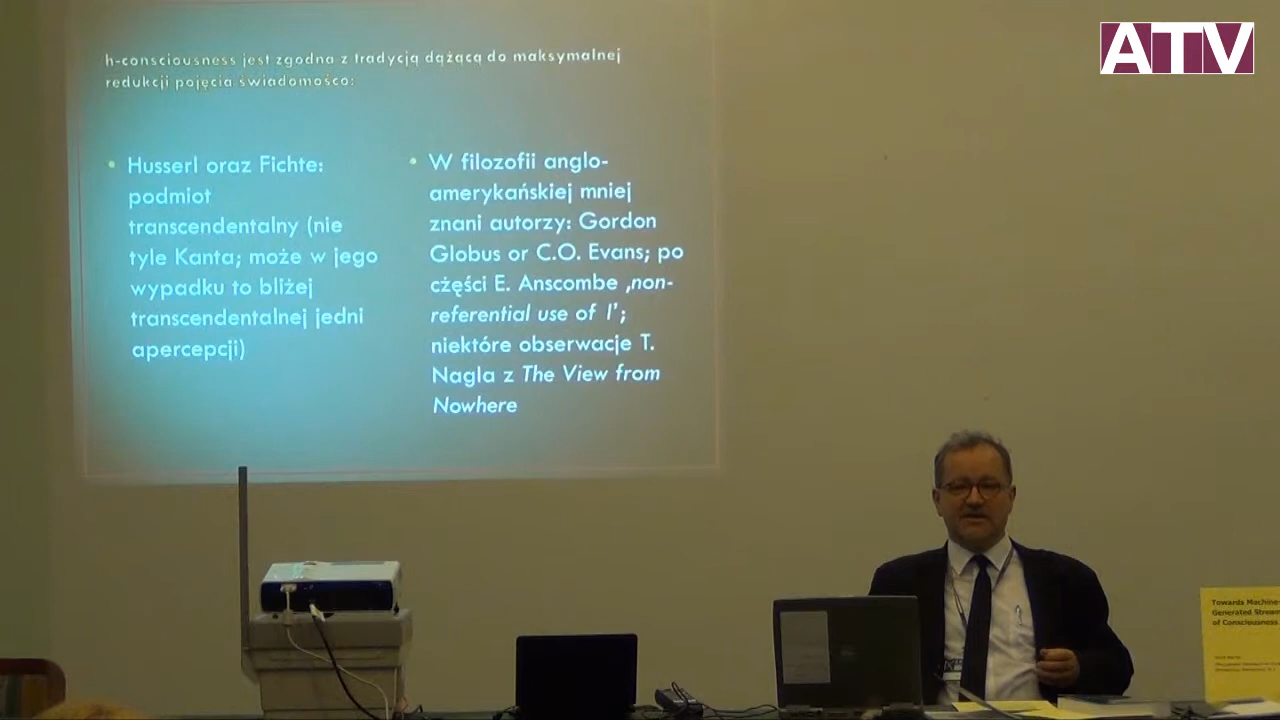 ATV
h-consciousness jest zgodna z tradycją dążącą do maksymalnej
redukcji pojęcia świadomośco:
• Husserl oraz Fichte:
podmiot
transcendentalny (nie
tyle Kanta; może w jego
wypadku to bliżej
transcendentalnej jedni
apercepcji)
• W filozofii anglo-
amerykańskiej mniej
znani autorzy: Gordon
Globus or C.O. Evans; po
cżęści E. Anscombe ‚non-
referential use of I';
niektóre obserwacje T.
Nagla z The View from
Nowhere
Towards Machine-
Generated Stream
of Consciousness